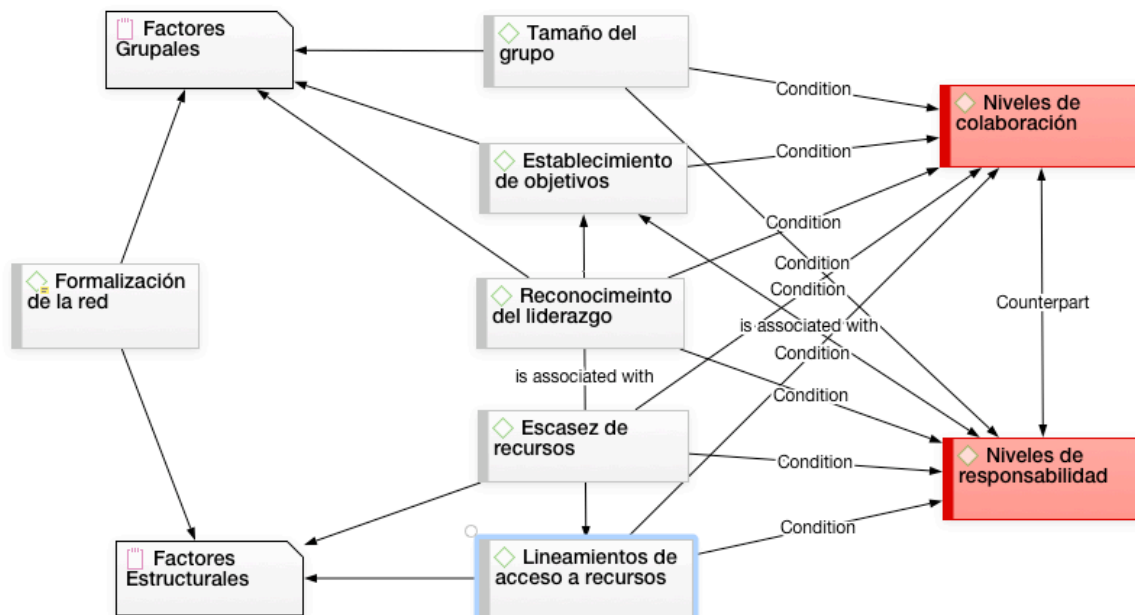 Factores
Grupales
Tamaño del
grupo
Condition
Niveles de
colaboración
Establecimiento
de objetivos
Condition
Condition
Formalización
de la red
Reconocimeinto
del liderazgo
Condition
Condition
Counterpart
is associated with
Condition
is associated with
Condition
Escasez de
recursos
Condition
Niveles de
responsabilidad
Condition
Factores
Estructurales
Lineamientos de
acceso a recursos